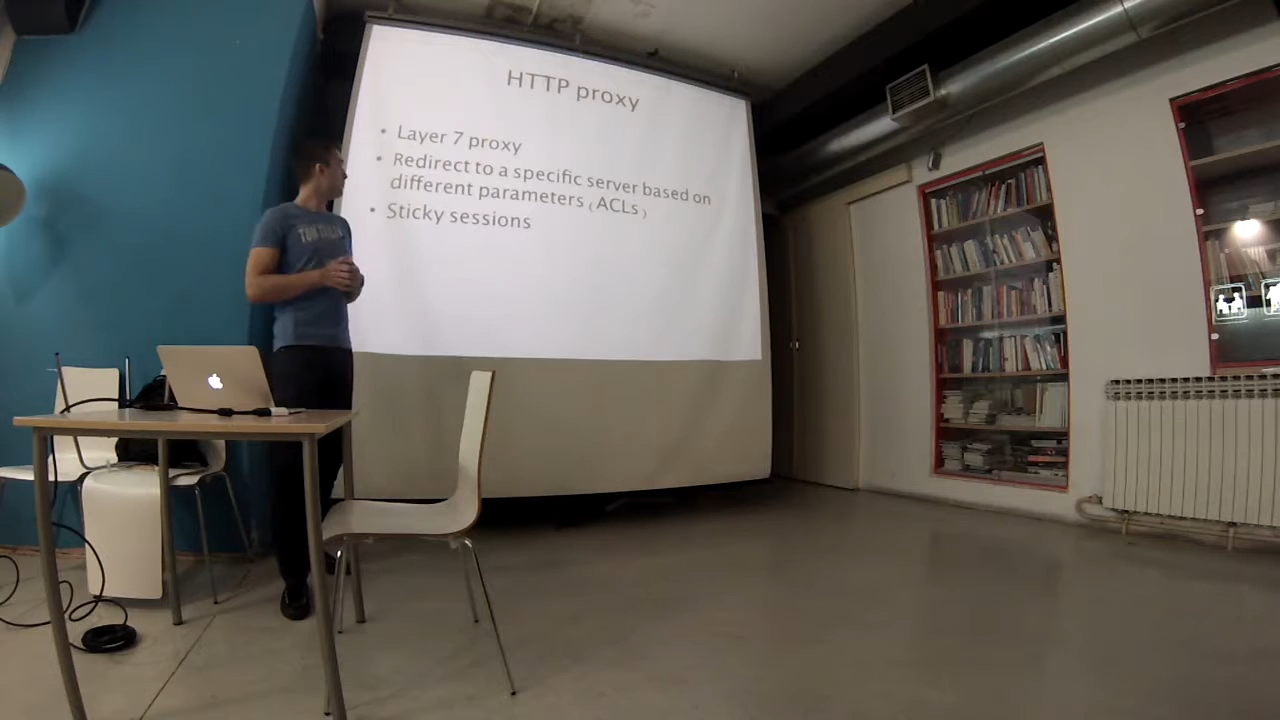 HTTP proxy
• Layer 7 proxy
• Redirect to a specific server based on
different parameters (ACLs)
• Sticky sessions